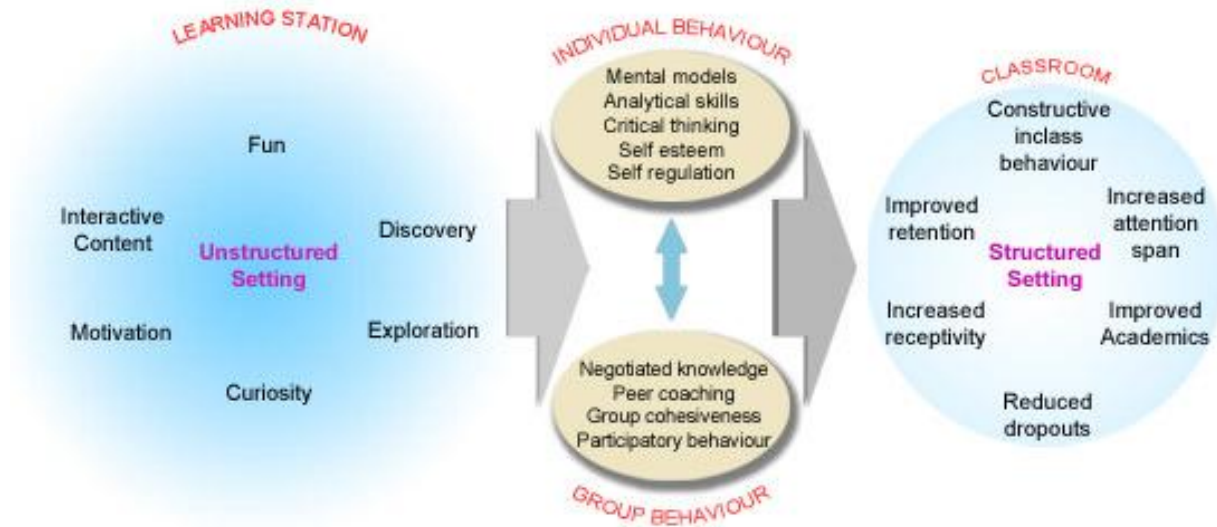 LEARNING STATION
Fun
Interactive
Content
Discovery
Unstructured
Setting
Motivation
Exploration
Curiosity
INDIVIDUAL BEHAVIOUR
Mental models
Analytical skills
Critical thinking
Self esteem
Self regulation
Negotiated knowledge
Peer coaching
Group cohesiveness
Participatory behaviour
GROUP BEHAVIOUR
CLASSROOM
Constructive
inclass
behaviour
Improved
retention
Increased
attention
span
Structured
Setting
Increased
receptivity
Improved
Academics
Reduced
dropouts